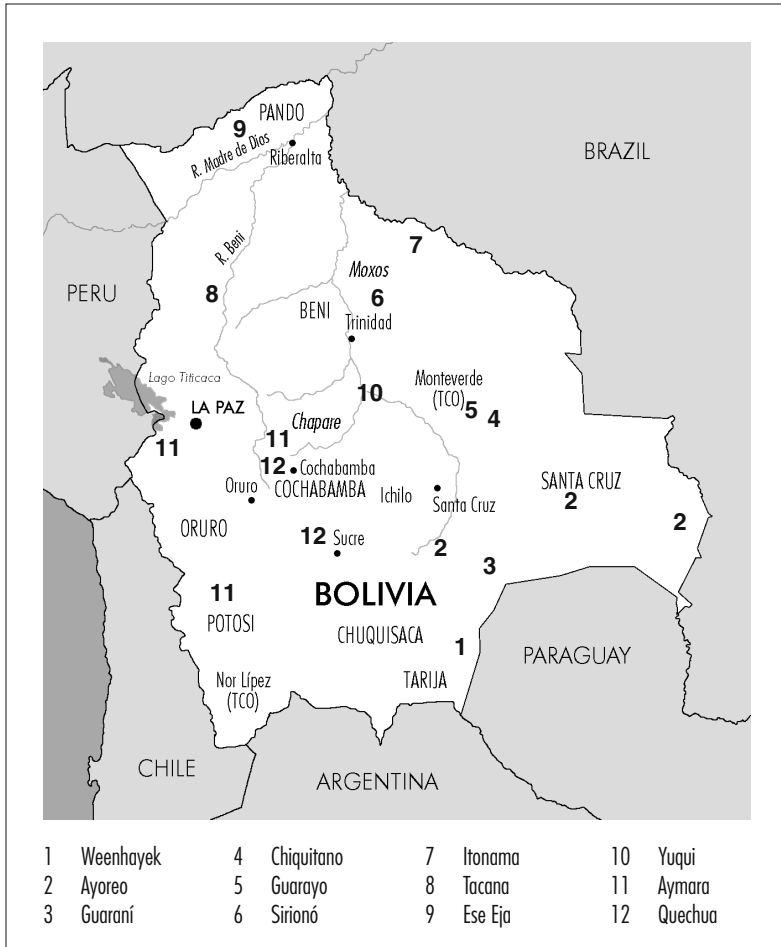 PANDO
9
R. Madre de Dios
Riberalta
BRAZIL
7
R. Beni
Moxos
PERU
8
6
BENI
Trinidad
Lago Titicaca
Monteverde
(TCO)
10
5
4
LA PAZ
Chapare
11
11
12
Cochabamba
COCHABAMBA
Oruro
Ichilo
Santa Cruz
SANTA CRUZ
2
2
ORURO
12
Sucre
2
3
11
BOLIVIA
POTOSI
CHUQUISACA
1
PARAGUAY
Nor Lípez
(TCO)
TARIJA
CHILE
ARGENTINA
1 Weenhayek
2 Ayoreo
3 Guaraní
4 Chiquitano
5 Guarayo
6 Sirionó
7 Itonama
8 Tacana
9 Ese Eja
10 Yuqui
11 Aymara
12 Quechua